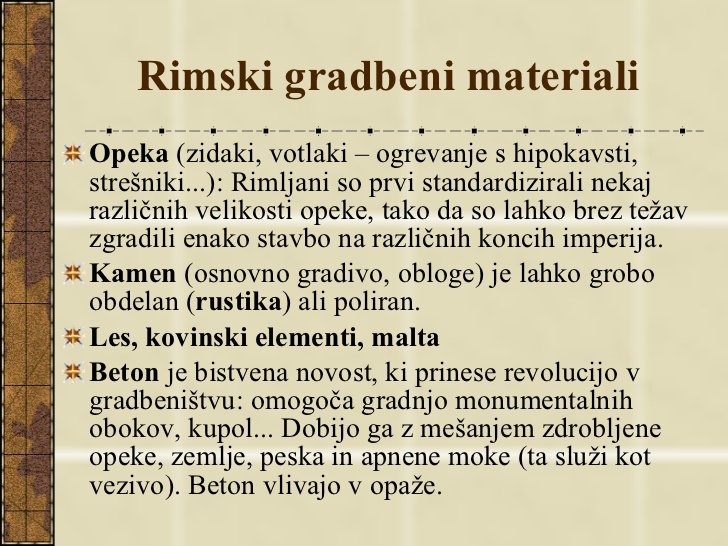 Rimski gradbeni materiali
Opeka (zidaki, votlaki – ogrevanje s hipokavsti,
strešniki...): Rimljani so prvi standardizirali nekaj
različnih velikosti opeke, tako da so lahko brez težav
zgradili enako stavbo na različnih koncih imperija.
Kamen (osnovno gradivo, obloge) je lahko grobo
obdelan (rustika) ali poliran.
Les, kovinski elementi, malta
Beton je bistvena novost, ki prinese revolucijo v
gradbeništvu: omogoča gradnjo monumentalnih
obokov, kupol... Dobijo ga z mešanjem zdrobljene
opeke, zemlje, peska in apnene moke (ta služi kot
vezivo). Beton vlivajo v opaže.